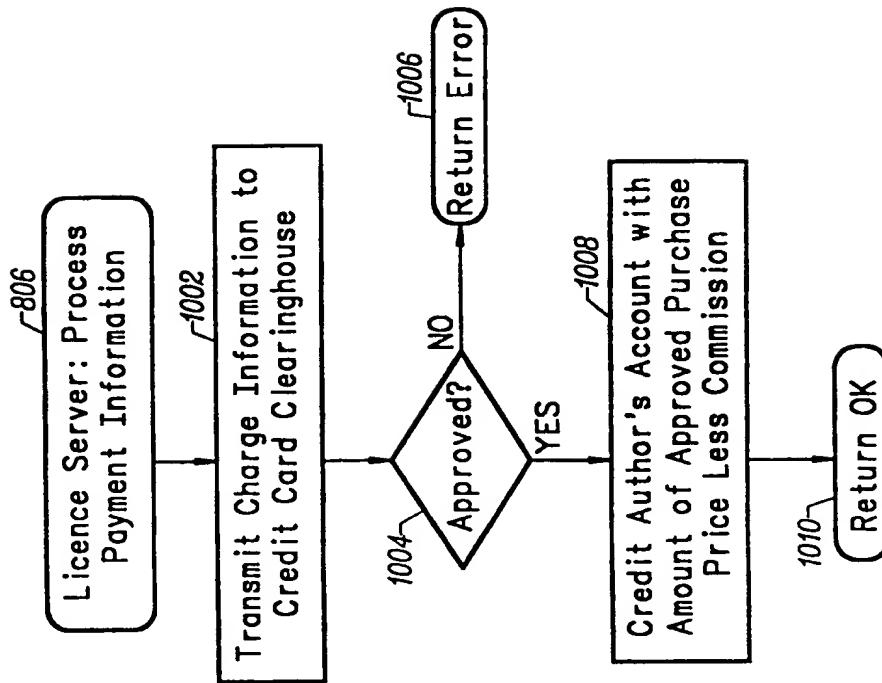 806
Licence Server: Process
Payment Information
1002
Transmit Charge Information to
Credit Card Clearinghouse
1004
Approved?
NO
1006
Return Error
YES
1008
Credit Author's Account with
Amount of Approved Purchase
Price Less Commission
1010
Return OK